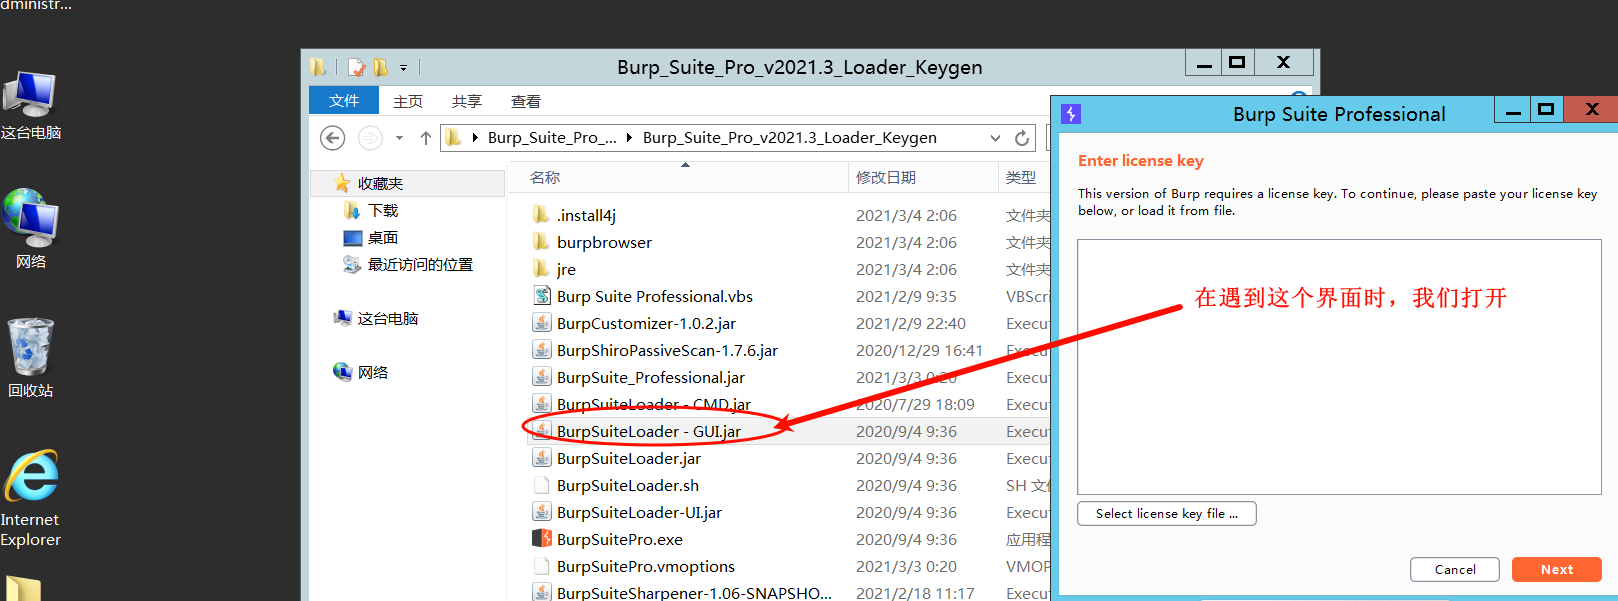 dministr...
这台电脑
网络
回收站
Internet
Explorer
Burp_Suite_Pro_v2021.3_Loader_Keygen
文件 主页 共享 查看
Burp_Suite_Pro_... Burp_Suite_Pro_v2021.3_Loader_Keygen
收藏夹
下载
桌面
最近访问的位置
这台电脑
网络
名称 修改日期 类型
.install4j 2021/3/4 2:06 文件夹
burpbrowser 2021/3/4 2:06 文件夹
jre 2021/3/4 2:06 文件夹
Burp Suite Professional.vbs 2021/2/9 9:35 VBScri
BurpCustomizer-1.0.2.jar 2021/2/9 22:40 Execu
BurpShiroPassiveScan-1.7.6.jar 2020/12/29 16:41 Execu
BurpSuite_Professional.jar 2021/3/3 0:20 Execu
BurpSuiteLoader - CMD.jar 2020/7/29 18:09 Execu
BurpSuiteLoader - GUI.jar 2020/9/4 9:36 Execu
BurpSuiteLoader.jar 2020/9/4 9:36 Execu
BurpSuiteLoader.sh 2020/9/4 9:36 SH 文
BurpSuiteLoader-UI.jar 2020/9/4 9:36 Execu
BurpSuitePro.exe 2020/9/4 9:36 应用程
BurpSuitePro.vmoptions 2021/3/3 0:20 VMOP
BurpSuiteSharpener-1.06-SNAPSHO... 2021/2/18 11:17 Execu
Burp Suite Professional
Enter license key
This version of Burp requires a license key. To continue, please paste your license key
below, or load it from file.
在遇到这个界面时，我们打开
Select license key file ...
Cancel Next